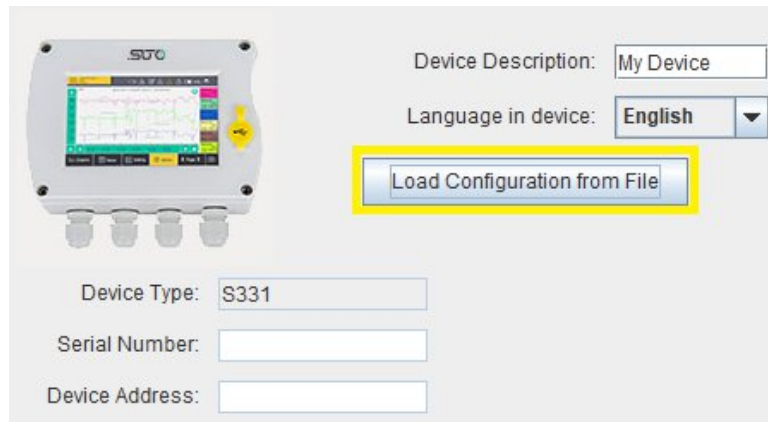 SUTO
Device Description: My Device
Language in device: English
Load Configuration from File
Device Type: S331
Serial Number:
Device Address: